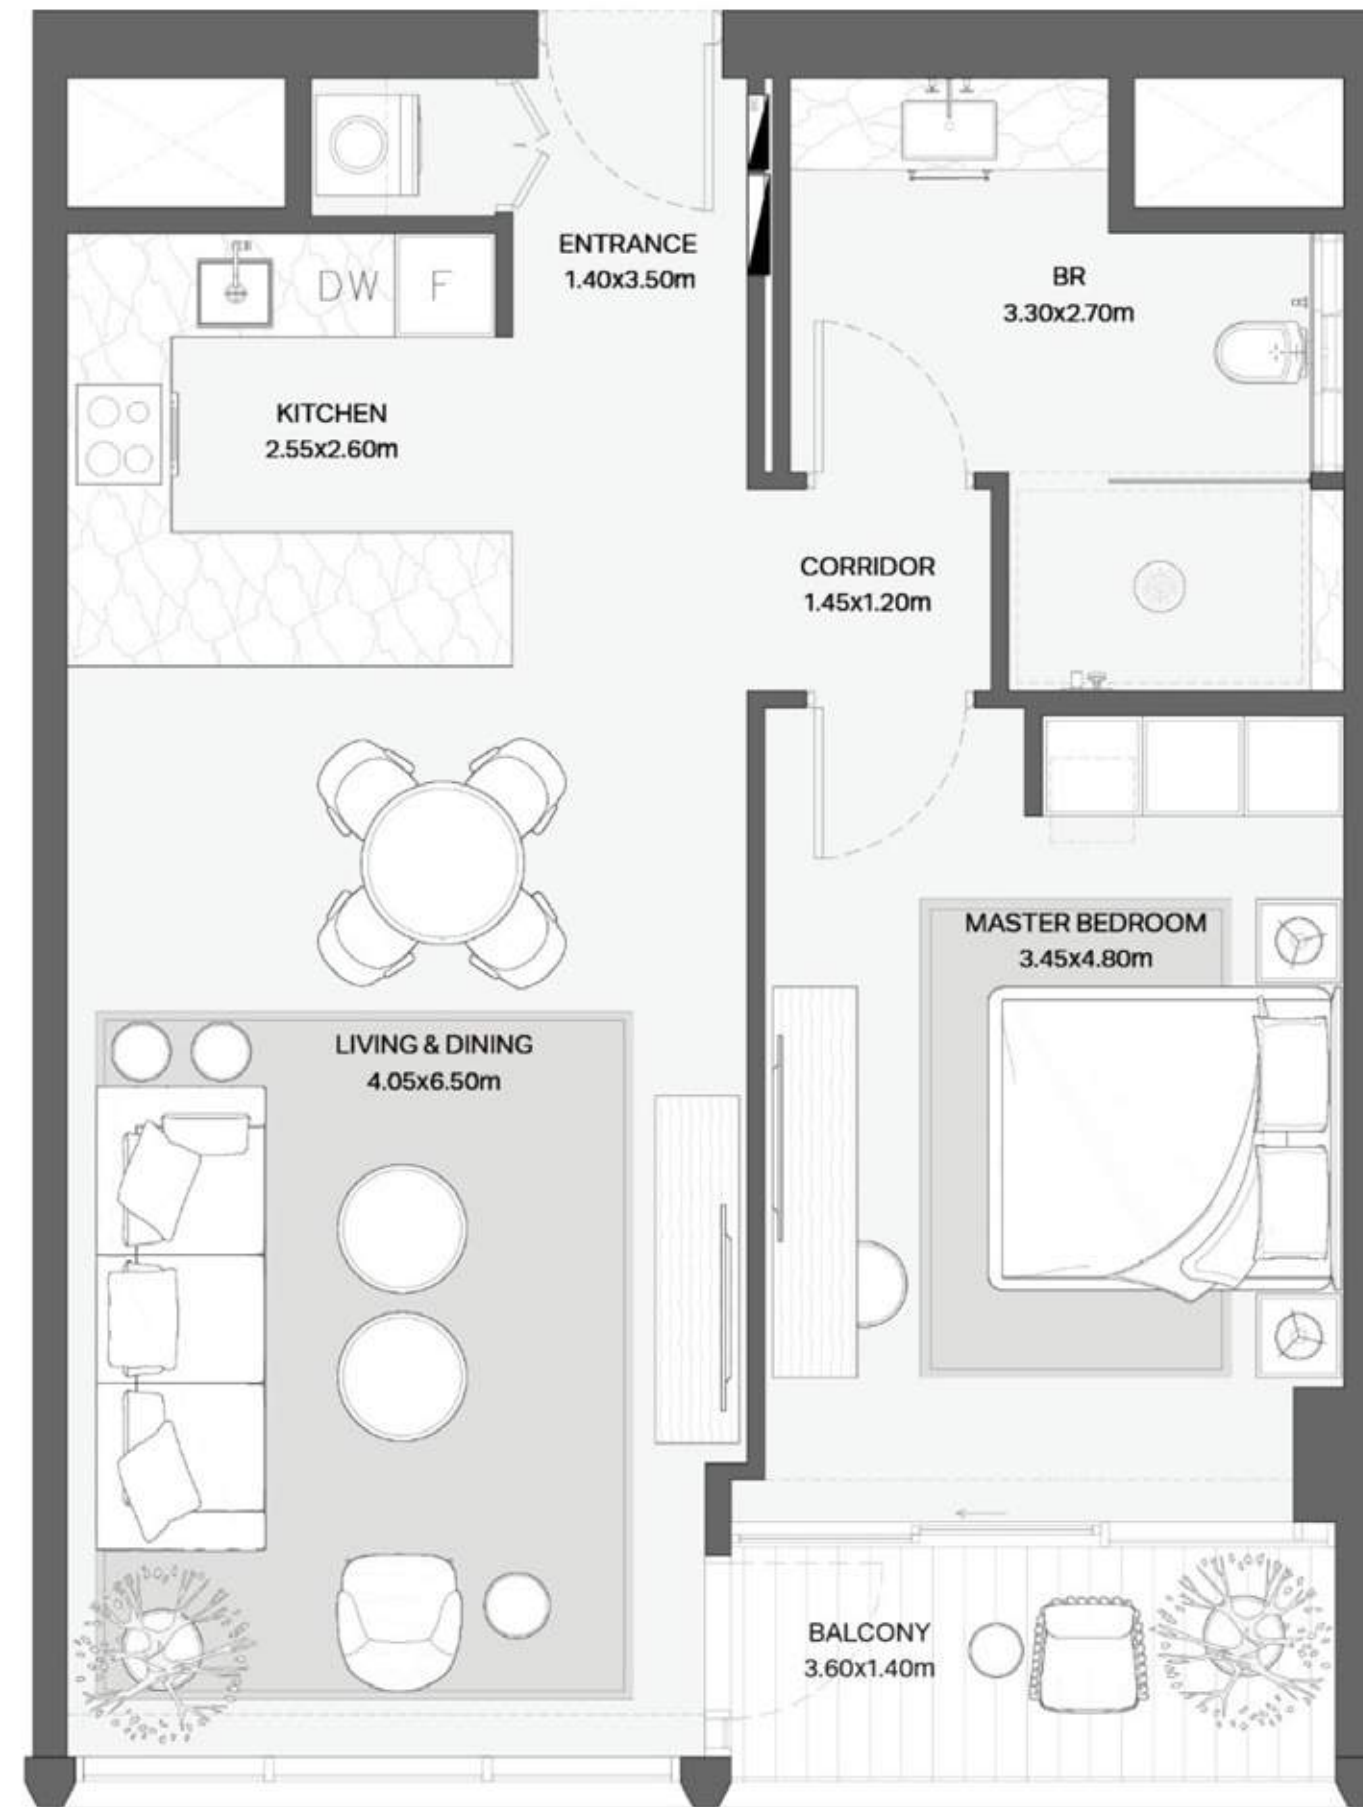 ENTRANCE
1.40x3.50m
DW F
BR
3.30x2.70m
KITCHEN
2.55x2.60m
CORRIDOR
1.45x1.20m
MASTER BEDROOM
3.45x4.80m
LIVING & DINING
4.05x6.50m
BALCONY
3.60x1.40m